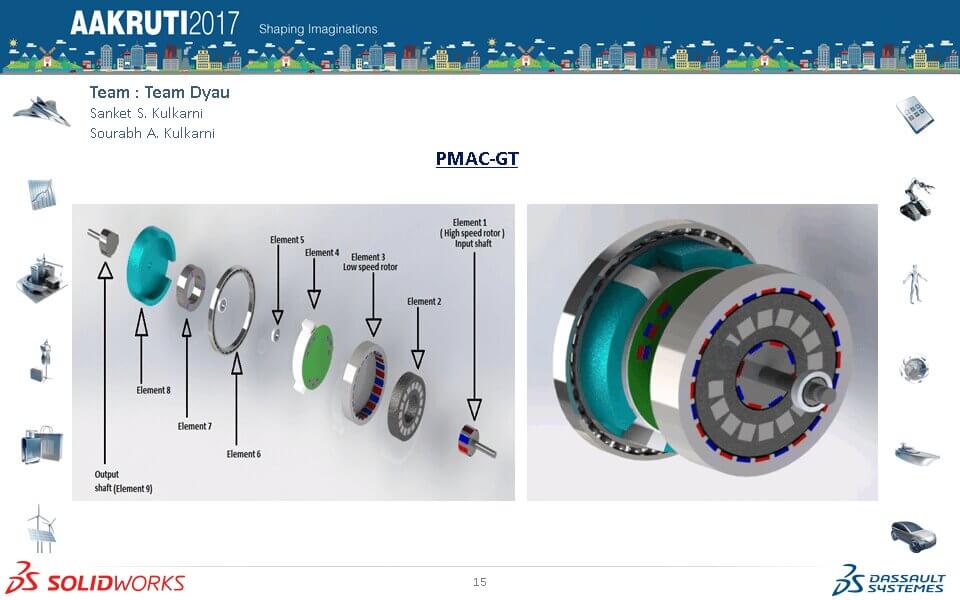 AAKRUTI2017 Shaping Imaginations
Team : Team Dyau
Sanket S. Kulkarni
Sourabh A. Kulkarni
PMAC-GT
Element 1
( High speed rotor )
Input shaft
Element 5
Element 4
Element 3
Low speed rotor
Element 2
Element 8
Element 7
Element 6
Output
shaft (Element 9)
SOLIDWORKS
15
DASSAULT
SYSTEMES